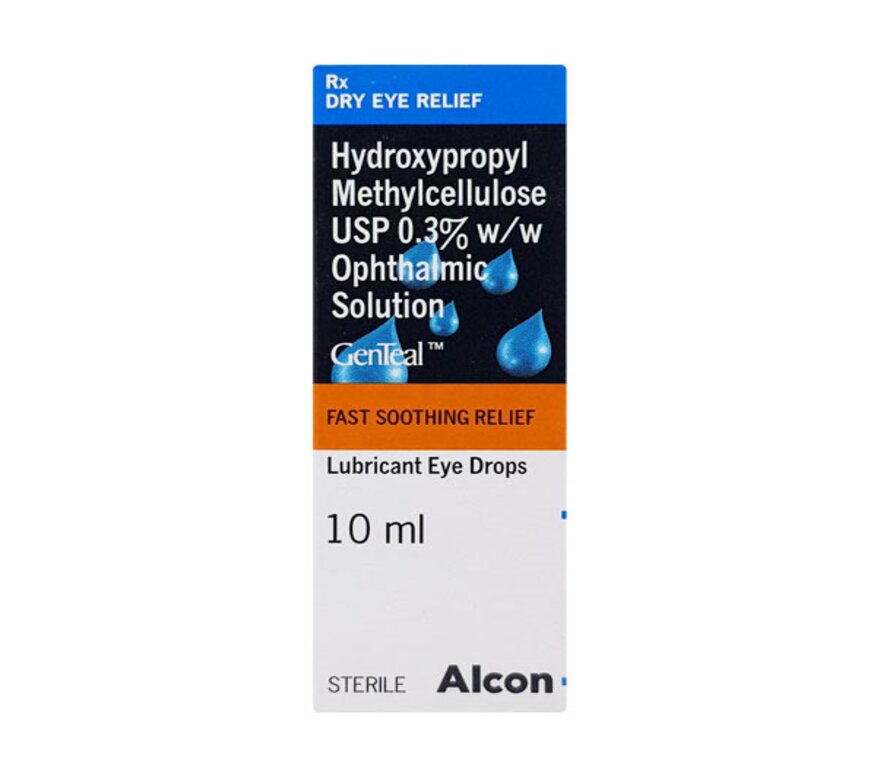 Rx
DRY EYE RELIEF
Hydroxypropyl
Methylcellulose
USP 0.3% w/w
Ophthalmic
Solution
GenTeal™
FAST SOOTHING RELIEF
Lubricant Eye Drops
10 ml
STERILE Alcon